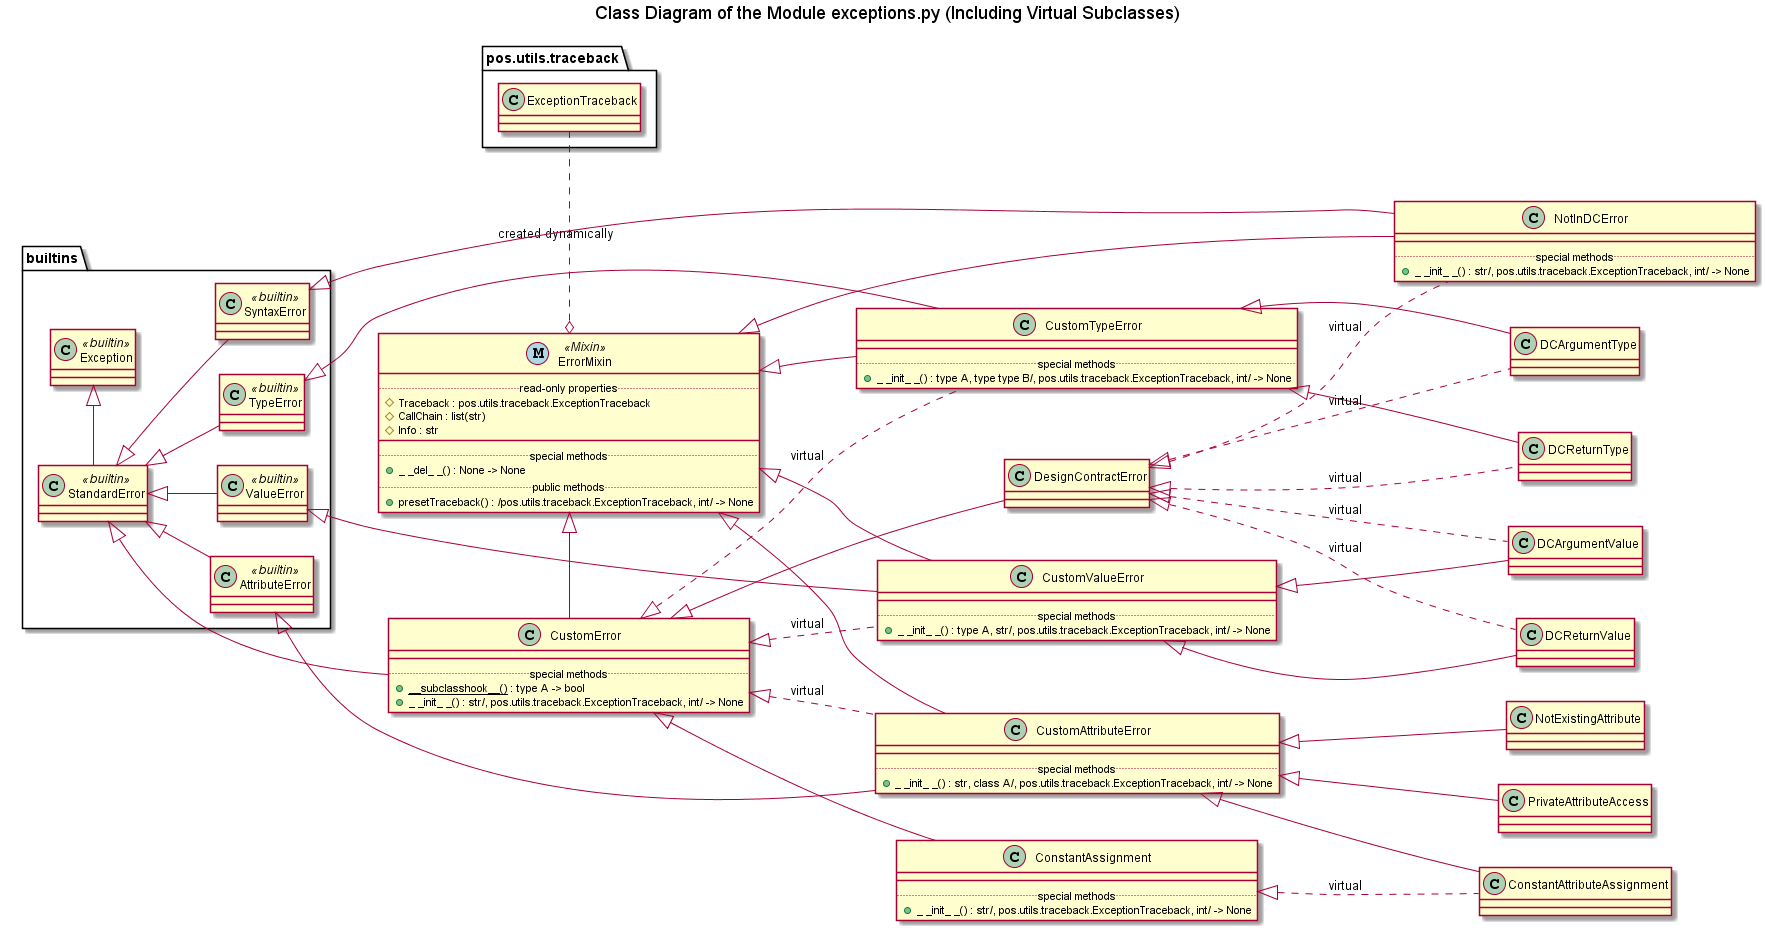 Class Diagram of the Module exceptions.py (Including Virtual Subclasses)
pos.utils.traceback
C ExceptionTraceback
created dynamically
builtins
C «builtin»
SyntaxError
C «builtin»
Exception
C «builtin»
TypeError
C «builtin»
StandardError
C «builtin»
ValueError
C «builtin»
AttributeError
M «Mixin»
ErrorMixin
read-only properties
Traceback : pos.utils.traceback.ExceptionTraceback
CallChain : list(str)
Info : str
special methods
_ _del_ _() : None -> None
public methods
presetTraceback() : /pos.utils.traceback.ExceptionTraceback, int/ -> None
C CustomError
special methods
__subclasshook__() : type A -> bool
_ _init_ _() : str/, pos.utils.traceback.ExceptionTraceback, int/ -> None
C CustomTypeError
special methods
_ _init_ _() : type A, type type B/, pos.utils.traceback.ExceptionTraceback, int/ -> None
virtual
C DesignContractError
C CustomValueError
special methods
_ _init_ _() : type A, str/, pos.utils.traceback.ExceptionTraceback, int/ -> None
virtual
C CustomAttributeError
special methods
_ _init_ _() : str, class A/, pos.utils.traceback.ExceptionTraceback, int/ -> None
virtual
C ConstantAssignment
special methods
_ _init_ _() : str/, pos.utils.traceback.ExceptionTraceback, int/ -> None
C NotInDCError
special methods
_ _init_ _() : str/, pos.utils.traceback.ExceptionTraceback, int/ -> None
virtual
C DCArgumentType
virtual
C DCReturnType
virtual
virtual
C DCArgumentValue
virtual
C DCReturnValue
C NotExistingAttribute
C PrivateAttributeAccess
virtual
C ConstantAttributeAssignment